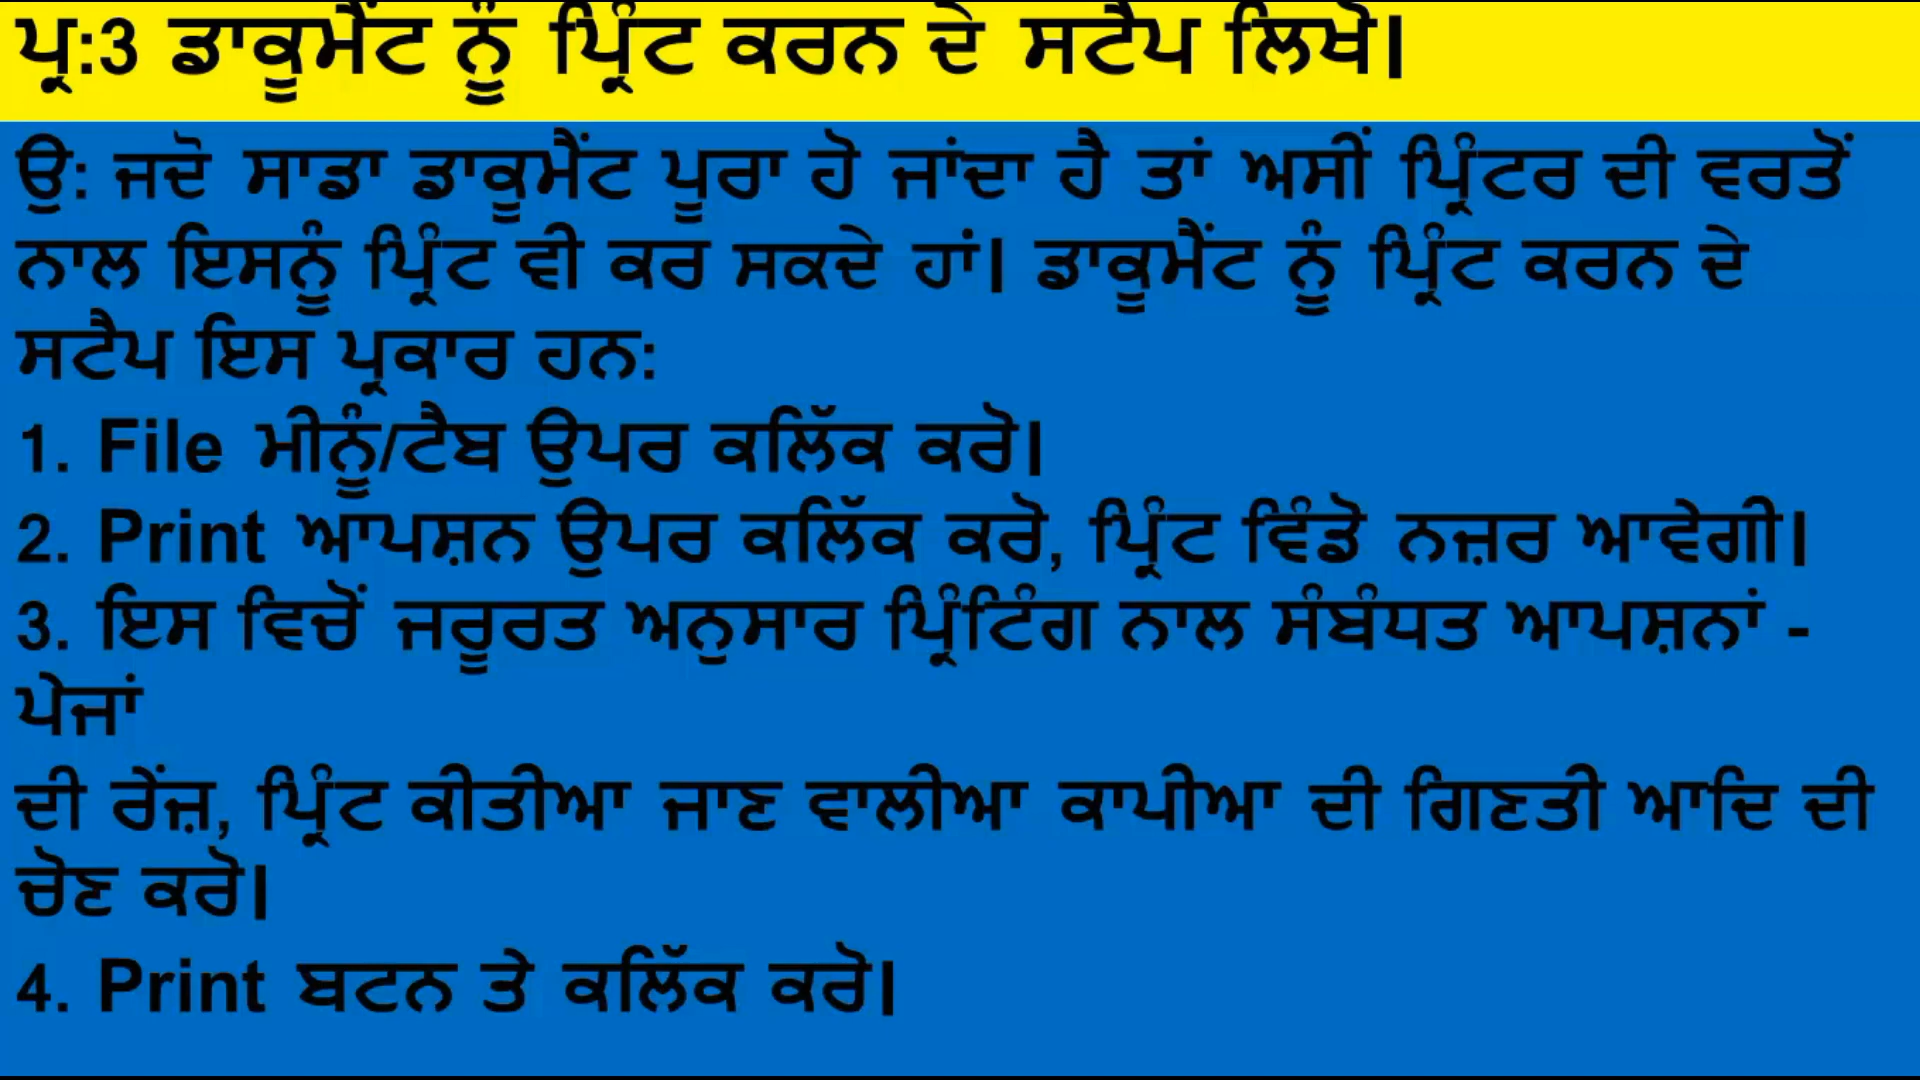 ਪ੍ਰ:3 ਡਾਕੂਮੈਂਟ ਨੂੰ ਪ੍ਰਿੰਟ ਕਰਨ ਦੇ ਸਟੈਪ ਲਿਖੋ।
ਉ: ਜਦੋ ਸਾਡਾ ਡਾਕੂਮੈਂਟ ਪੂਰਾ ਹੋ ਜਾਂਦਾ ਹੈ ਤਾਂ ਅਸੀਂ ਪ੍ਰਿੰਟਰ ਦੀ ਵਰਤੋਂ
ਨਾਲ ਇਸਨੂੰ ਪ੍ਰਿੰਟ ਵੀ ਕਰ ਸਕਦੇ ਹਾਂ। ਡਾਕੂਮੈਂਟ ਨੂੰ ਪ੍ਰਿੰਟ ਕਰਨ ਦੇ
ਸਟੈਪ ਇਸ ਪ੍ਰਕਾਰ ਹਨ:
1. File ਮੀਨੂੰ/ਟੈਬ ਉਪਰ ਕਲਿੱਕ ਕਰੋ।
2. Print ਆਪਸ਼ਨ ਉਪਰ ਕਲਿੱਕ ਕਰੋ, ਪ੍ਰਿੰਟ ਵਿੰਡੋ ਨਜ਼ਰ ਆਵੇਗੀ।
3. ਇਸ ਵਿਚੋਂ ਜਰੂਰਤ ਅਨੁਸਾਰ ਪ੍ਰਿੰਟਿੰਗ ਨਾਲ ਸੰਬੰਧਤ ਆਪਸ਼ਨਾਂ -
ਪੇਜਾਂ
ਦੀ ਰੇਂਜ਼, ਪ੍ਰਿੰਟ ਕੀਤੀਆ ਜਾਣ ਵਾਲੀਆ ਕਾਪੀਆ ਦੀ ਗਿਣਤੀ ਆਦਿ ਦੀ
ਚੋਣ ਕਰੋ।
4. Print ਬਟਨ ਤੇ ਕਲਿੱਕ ਕਰੋ।